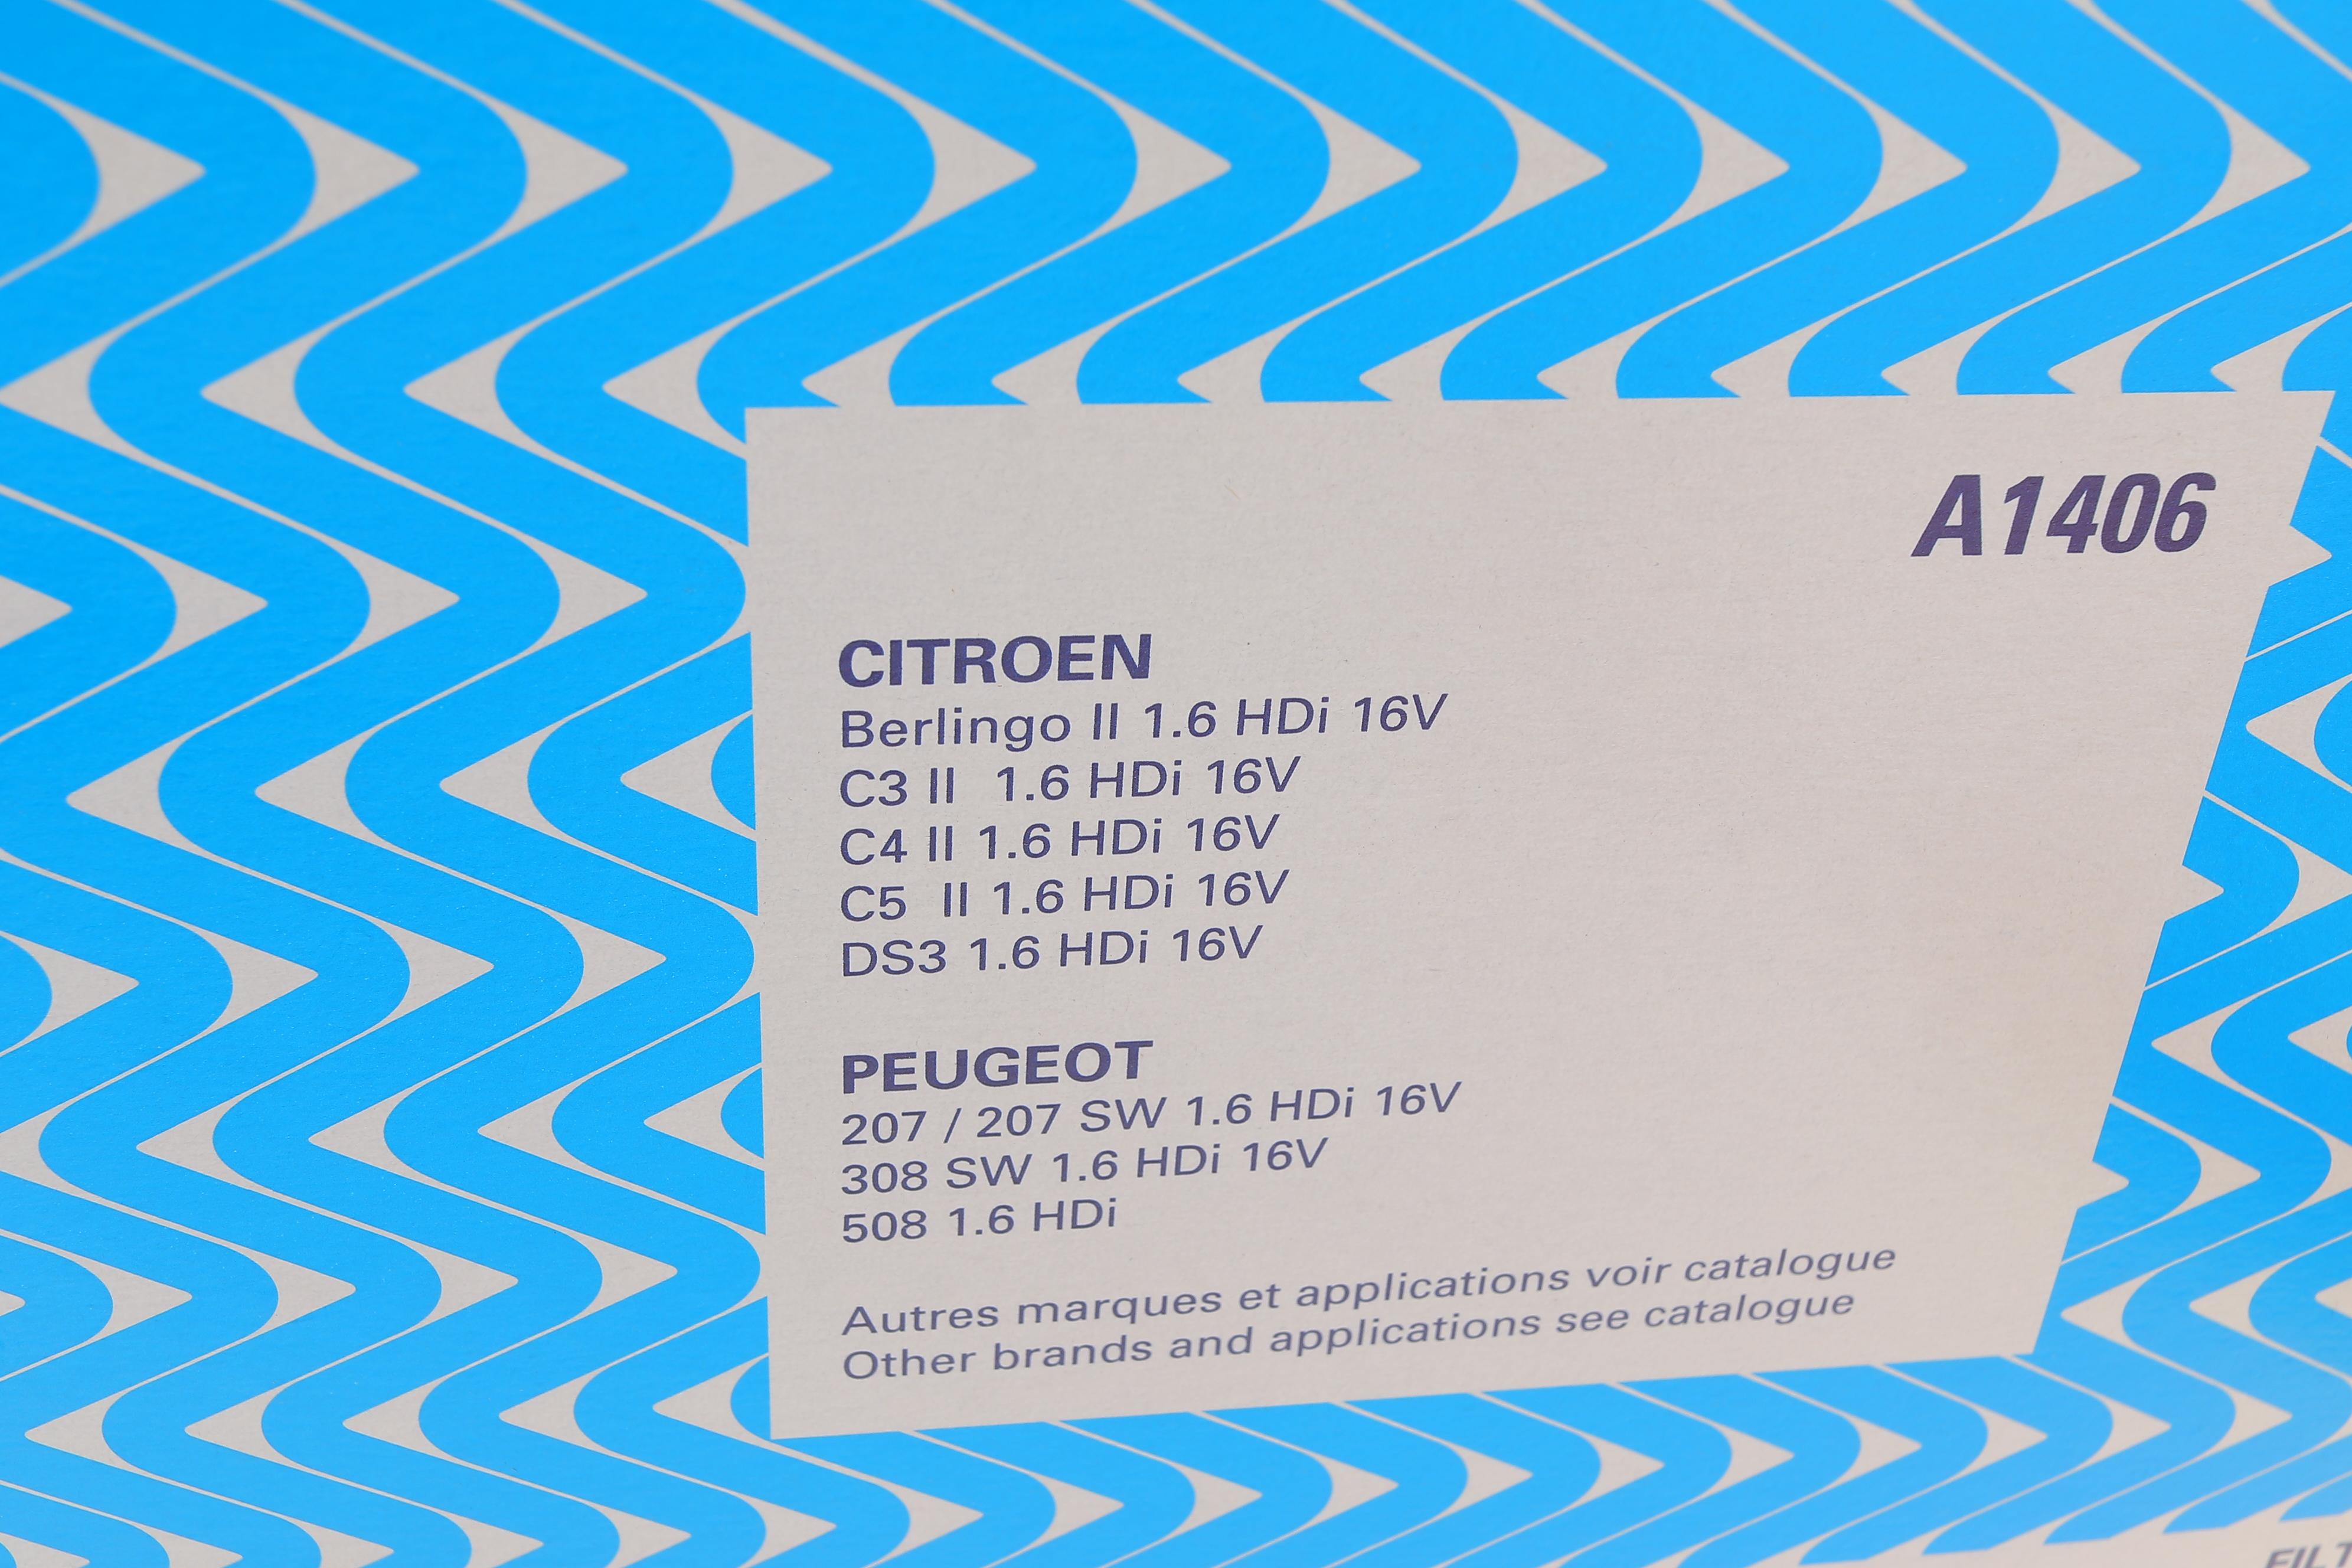 A1406
CITROEN
Berlingo II 1.6 HDi 16V
C3 II 1.6 HDi 16V
C4 II 1.6 HDi 16V
C5 II 1.6 HDi 16V
DS3 1.6 HDi 16V
PEUGEOT
207 / 207 SW 1.6 HDi 16V
308 SW 1.6 HDi 16V
508 1.6 HDi
Autres marques et applications voir catalogue
Other brands and applications see catalogue